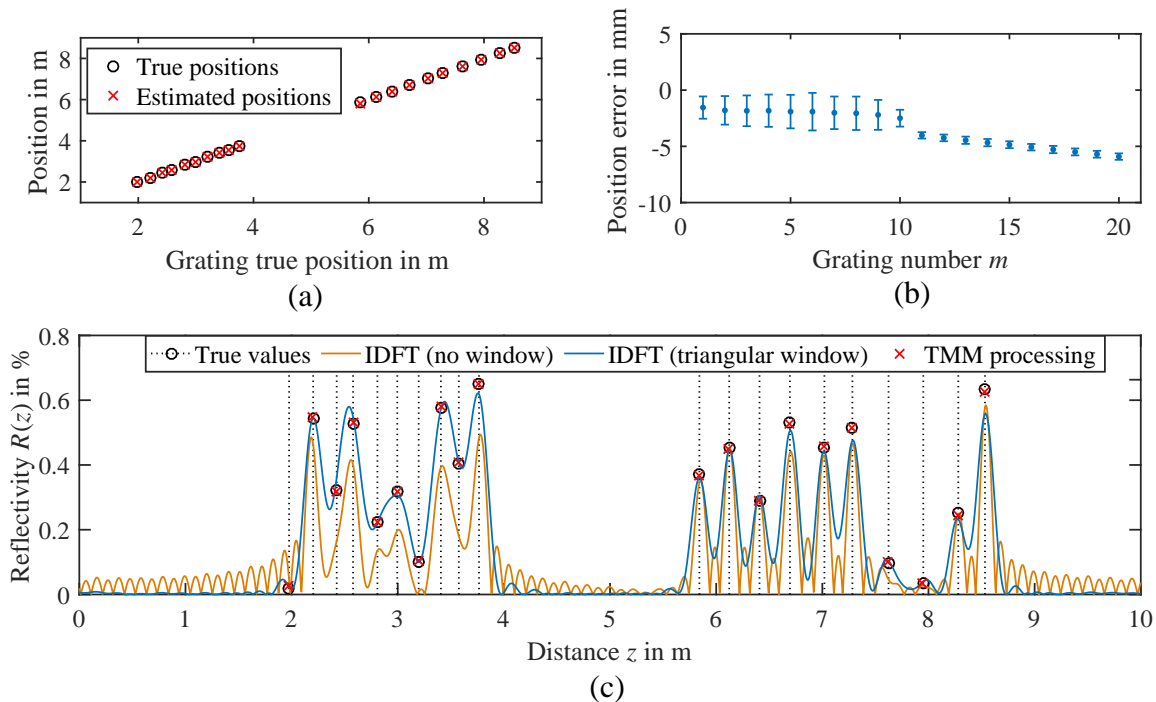 8
6
4
2
Position in m
True positions
Estimated positions
2 4 6 8
Grating true position in m
(a)
5
0
-5
-10
Position error in mm
0 5 10 15 20
Grating number m
(b)
0.8
0.6
0.4
0.2
0
Reflectivity R(z) in %
True values IDFT (no window) IDFT (triangular window) TMM processing
0 1 2 3 4 5 6 7 8 9 10
Distance z in m
(c)